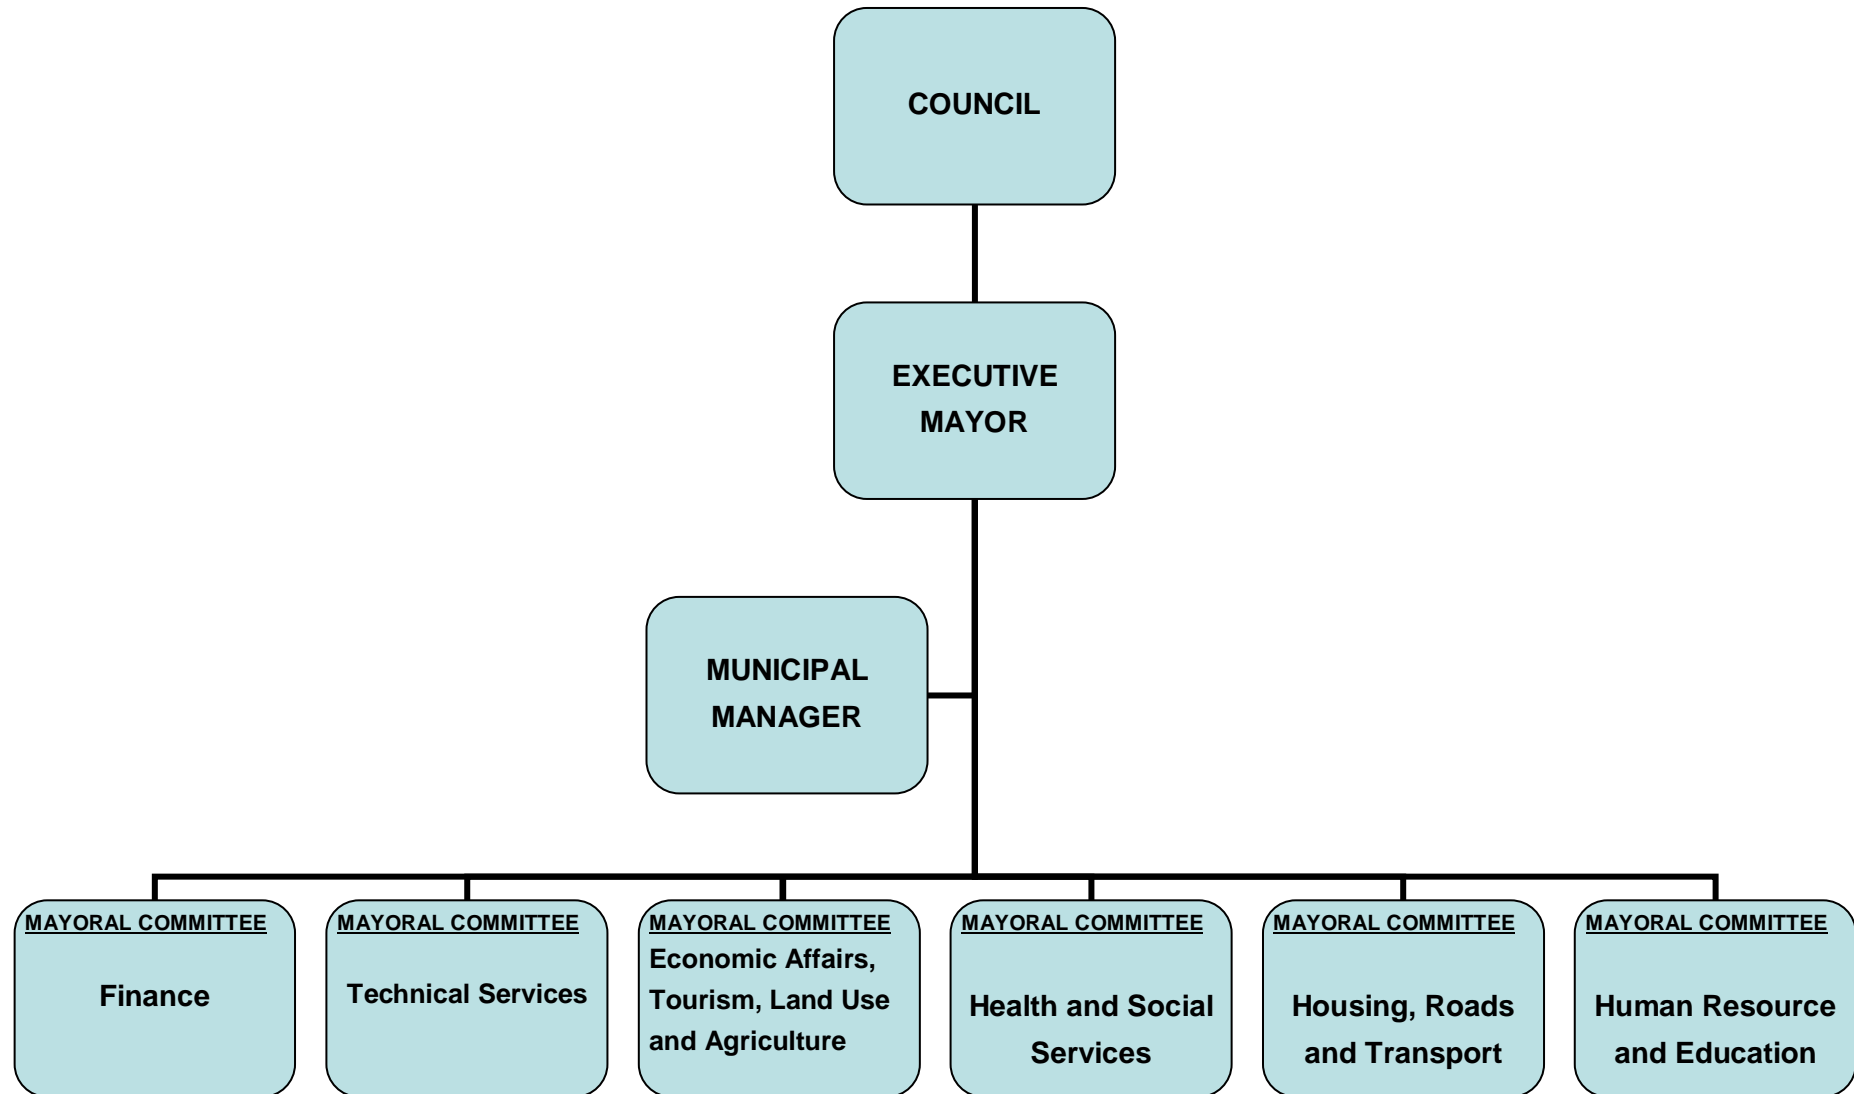 COUNCIL
EXECUTIVE
MAYOR
MUNICIPAL
MANAGER
MAYORAL COMMITTEE
Finance
MAYORAL COMMITTEE
Technical Services
MAYORAL COMMITTEE
Economic Affairs,
Tourism, Land Use
and Agriculture
MAYORAL COMMITTEE
Health and Social
Services
MAYORAL COMMITTEE
Housing, Roads
and Transport
MAYORAL COMMITTEE
Human Resource
and Education